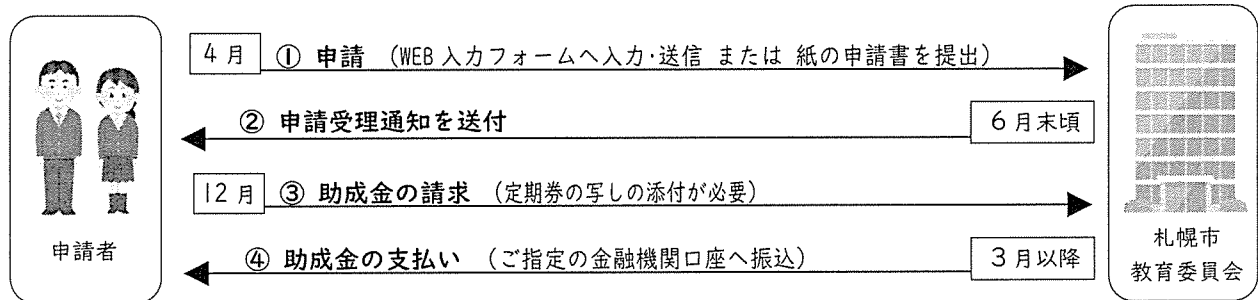 4月 ① 申請 (WEB入力フォームへ入力・送信 または 紙の申請書を提出)
② 申請受理通知を送付 6月末頃
12月 ③ 助成金の請求 (定期券の写しの添付が必要)
④ 助成金の支払い (ご指定の金融機関口座へ振込) 3月以降
申請者
札幌市
教育委員会